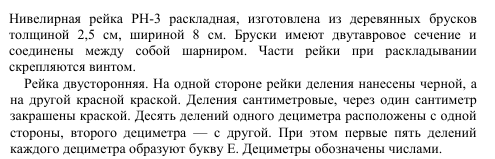 Нивелирная рейка РН-3 раскладная, изготовлена из деревянных брусков
толщиной 2,5 см, шириной 8 см. Бруски имеют двутавровое сечение и
соединены между собой шарниром. Части рейки при раскладывании
скрепляются винтом.
Рейка двусторонняя. На одной стороне рейки деления нанесены черной, а
на другой красной краской. Деления сантиметровые, через один сантиметр
закрашены краской. Десять делений одного дециметра расположены с одной
стороны, второго дециметра — с другой. При этом первые пять делений
каждого дециметра образуют букву Е. Дециметры обозначены числами.